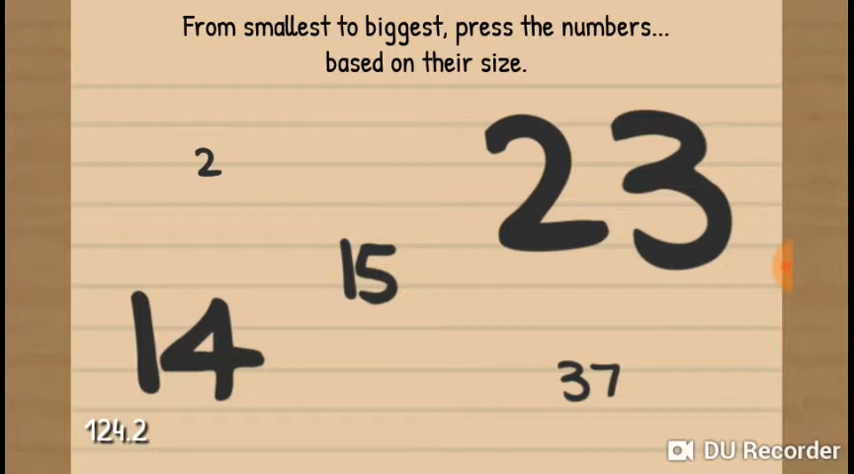 From smallest to biggest, press the numbers...
based on their size.
2
23
15
14
37
124.2
DU Recorder